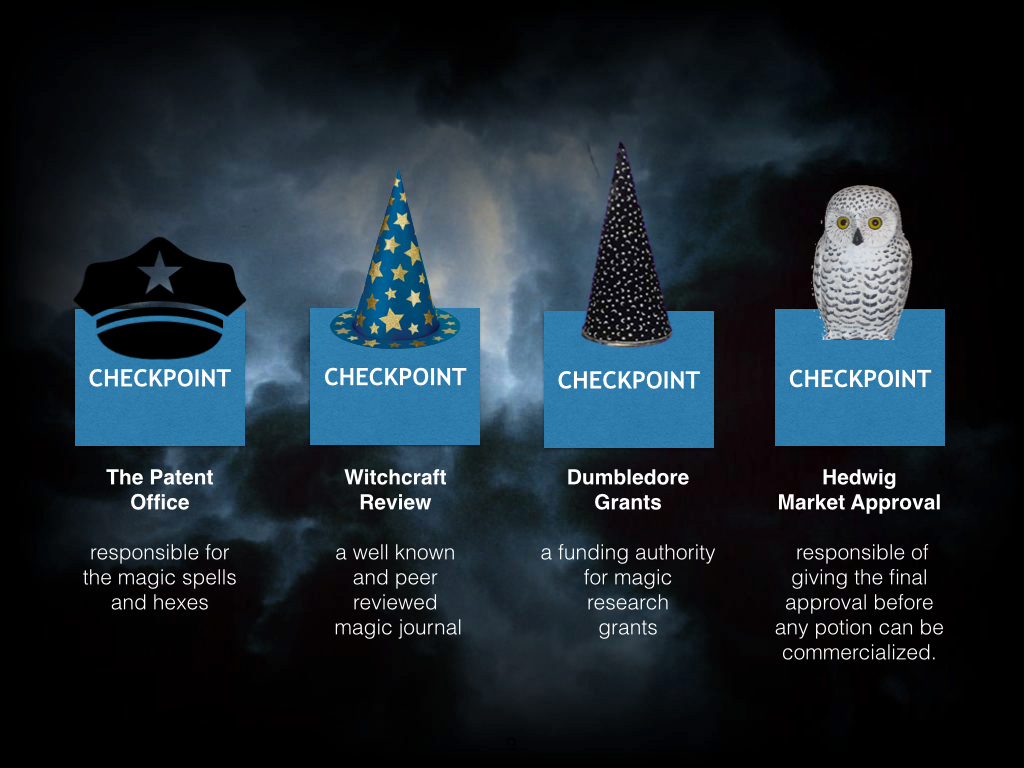 CHECKPOINT
The Patent
Office
responsible for
the magic spells
and hexes
CHECKPOINT
Witchcraft
Review
a well known
and peer
reviewed
magic journal
CHECKPOINT
Dumbledore
Grants
a funding authority
for magic
research
grants
CHECKPOINT
Hedwig
Market Approval
responsible of
giving the final
approval before
any potion can be
commercialized.